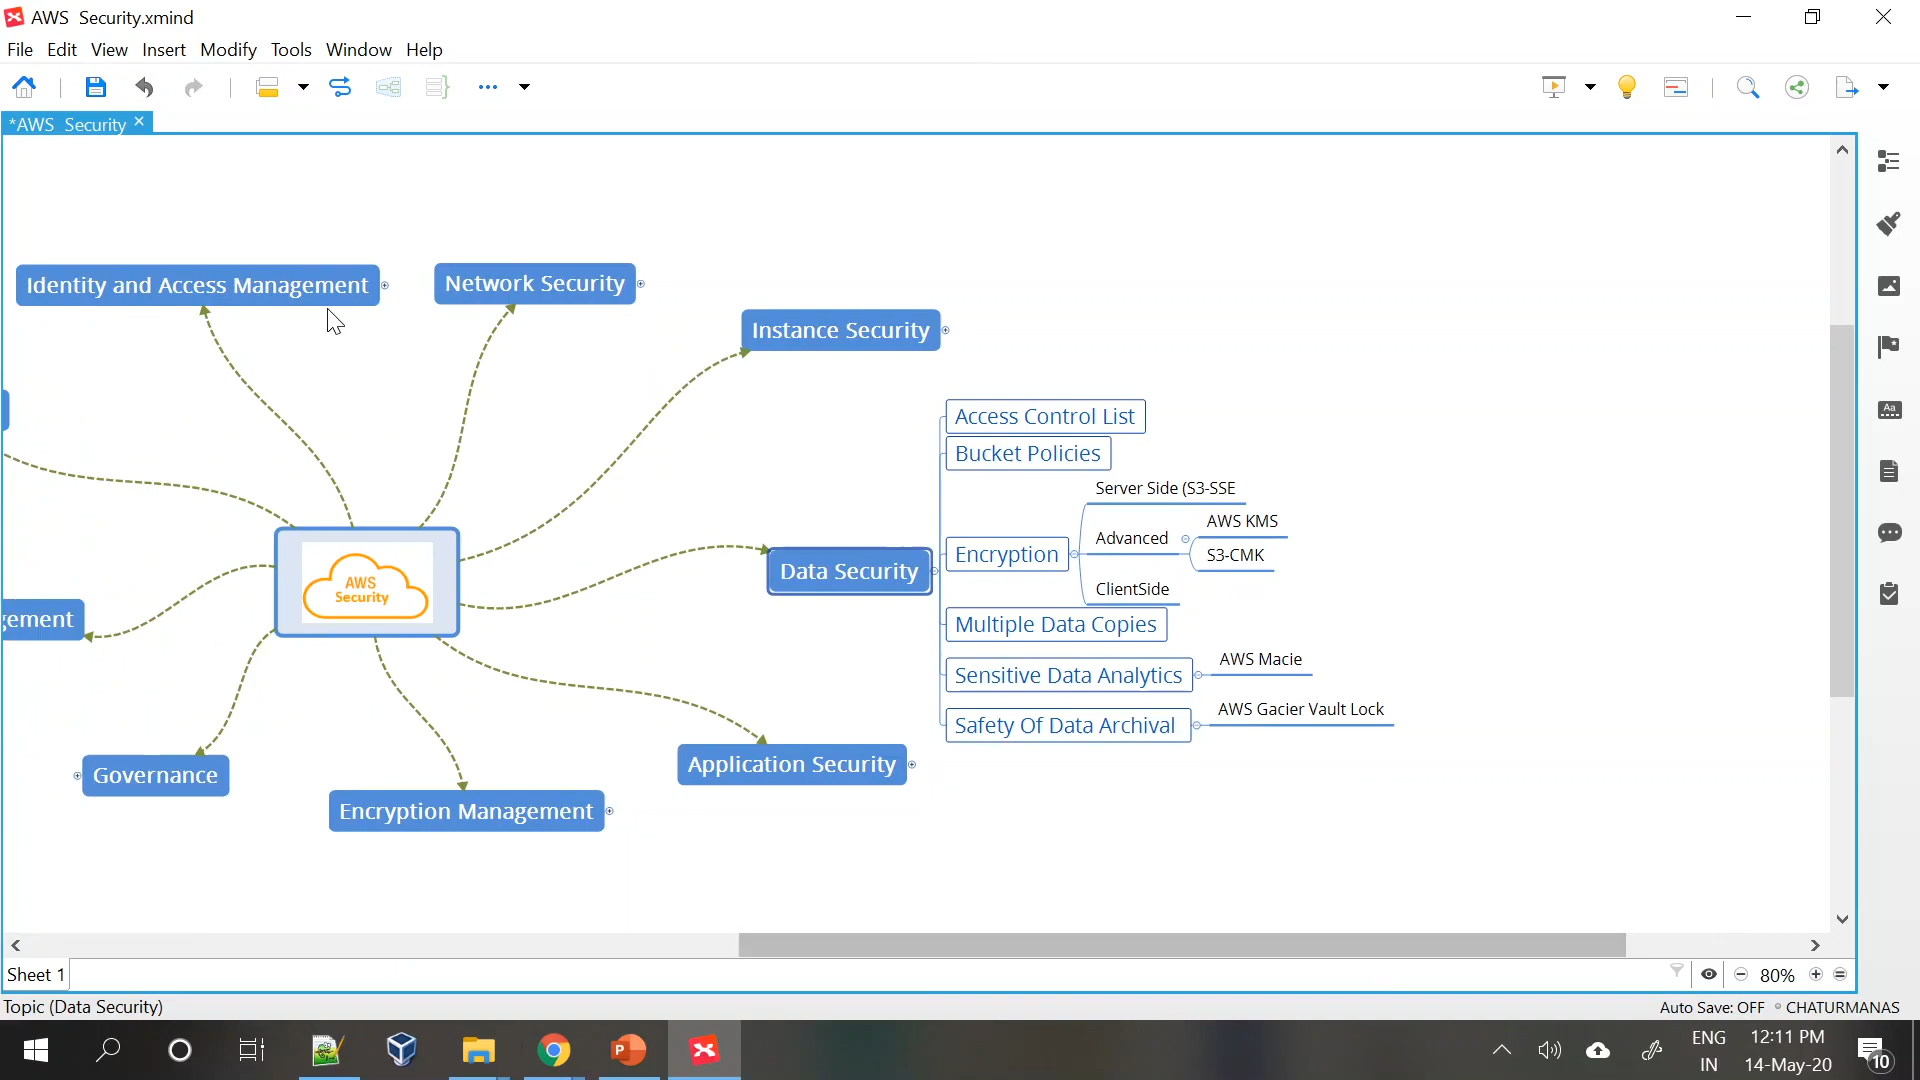 AWS Security.xmind
File Edit View Insert Modify Tools Window Help
*AWS Security
Identity and Access Management
Network Security
Instance Security
Access Control List
Bucket Policies
Server Side (S3-SSE
AWS KMS
Advanced
Encryption
S3-CMK
ClientSide
Data Security
AWS
Security
gement
Multiple Data Copies
AWS Macie
Sensitive Data Analytics
AWS Gacier Vault Lock
Safety Of Data Archival
Application Security
Governance
Encryption Management
Sheet 1
80%
Topic (Data Security)
Auto Save: OFF
CHATURMANAS
ENG
IN
12:11 PM
14-May-20
10